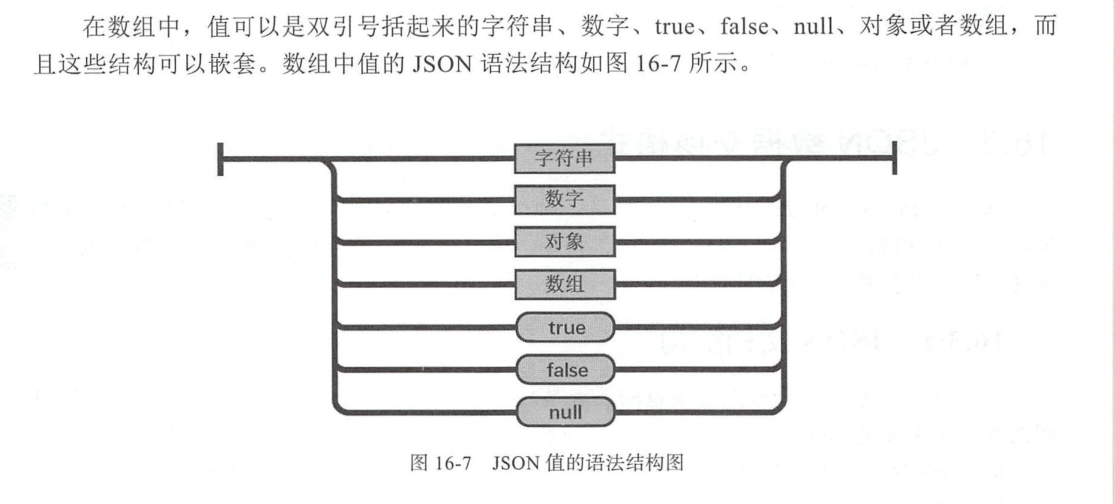 在数组中，值可以是双引号括起来的字符串、数字、true、false、null、对象或者数组，而
且这些结构可以嵌套。数组中值的 JSON 语法结构如图 16-7 所示。
字符串
数字
对象
数组
true
false
null
图 16-7 JSON 值的语法结构图